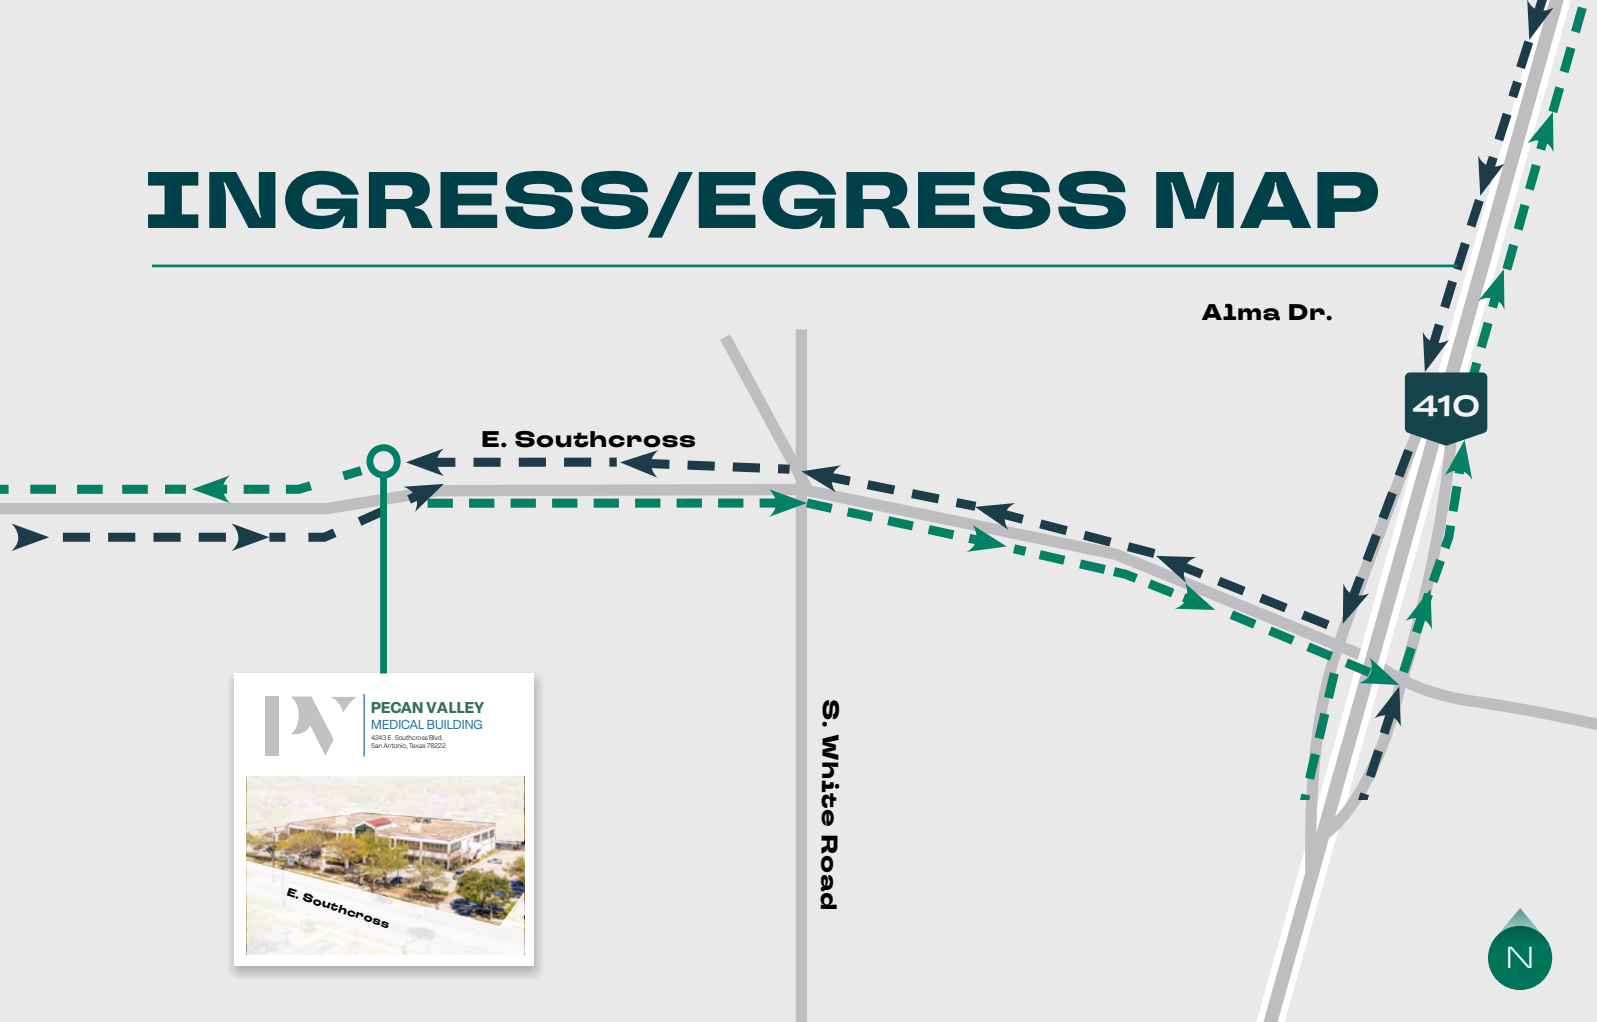 INGRESS/EGRESS MAP
Alma Dr.
410
E. Southcross
S. White Road
PV
PECAN VALLEY
MEDICAL BUILDING
4243 E. Southcross Blvd.
San Antonio, Texas 78222
E. Southcross
N